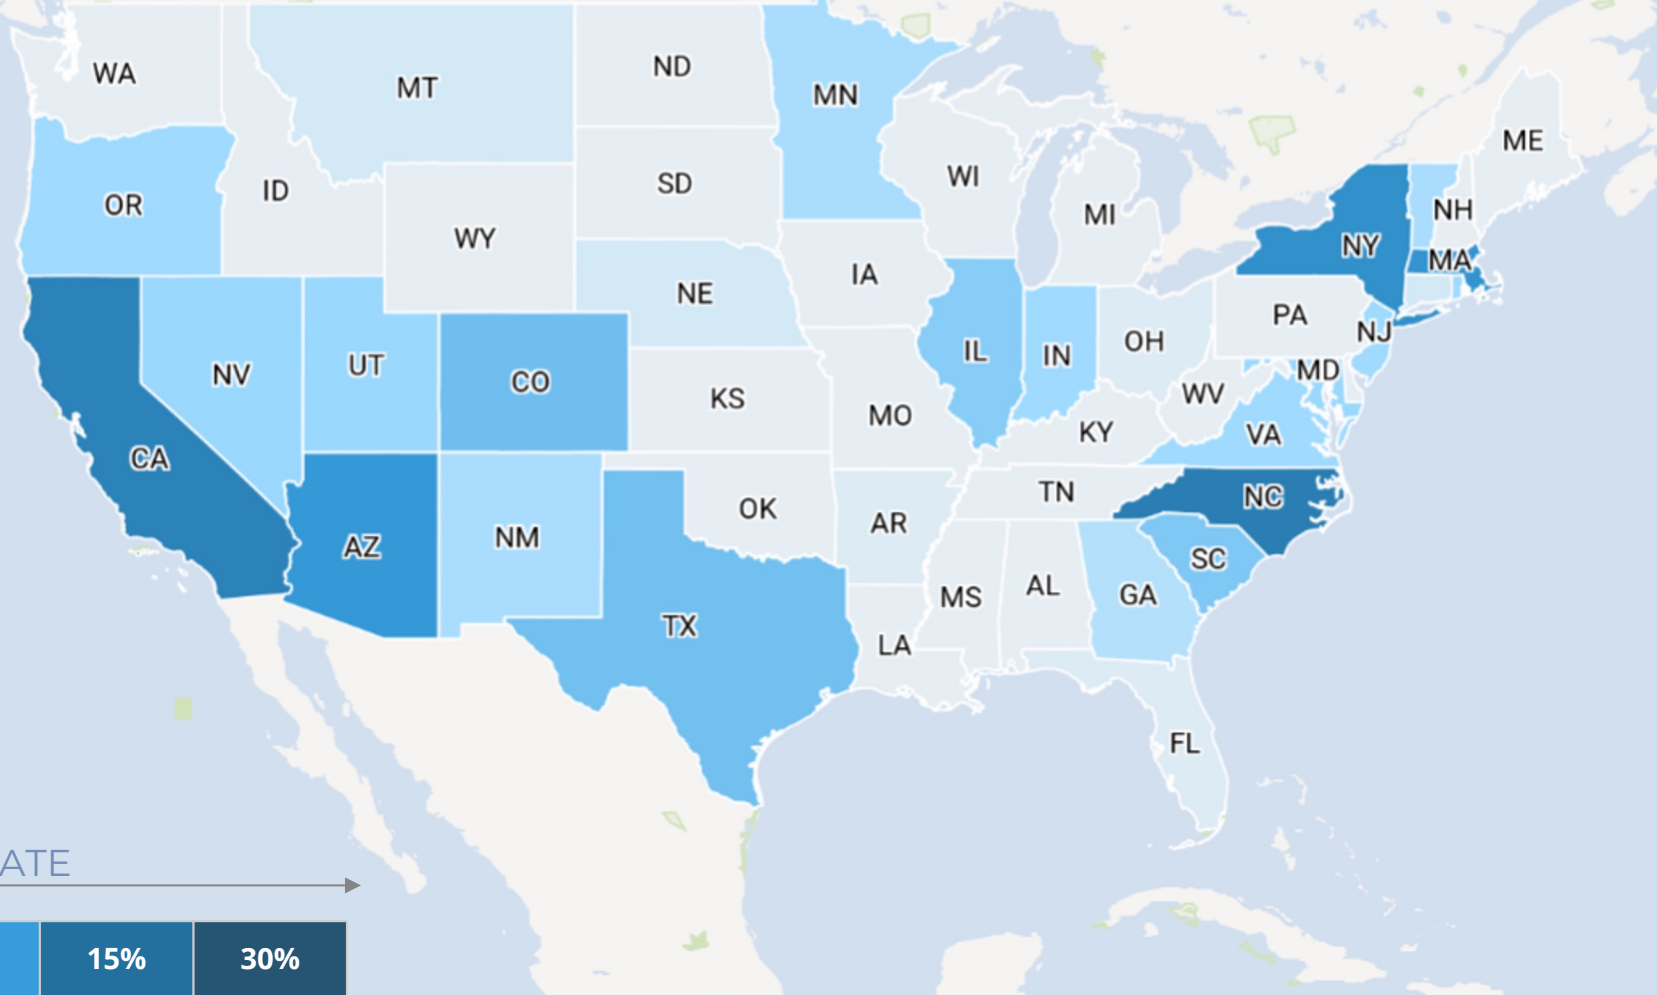 WA
MT
ND
MN
ME
OR
ID
SD
WI
MI
NH
WY
NY
MA
IA
NE
PA
NJ
NV
UT
CO
IL
IN
OH
MD
KS
MO
WV
KY
VA
CA
TN
NC
AZ
NM
OK
AR
SC
TX
MS
AL
GA
LA
FL
ATE
15%
30%